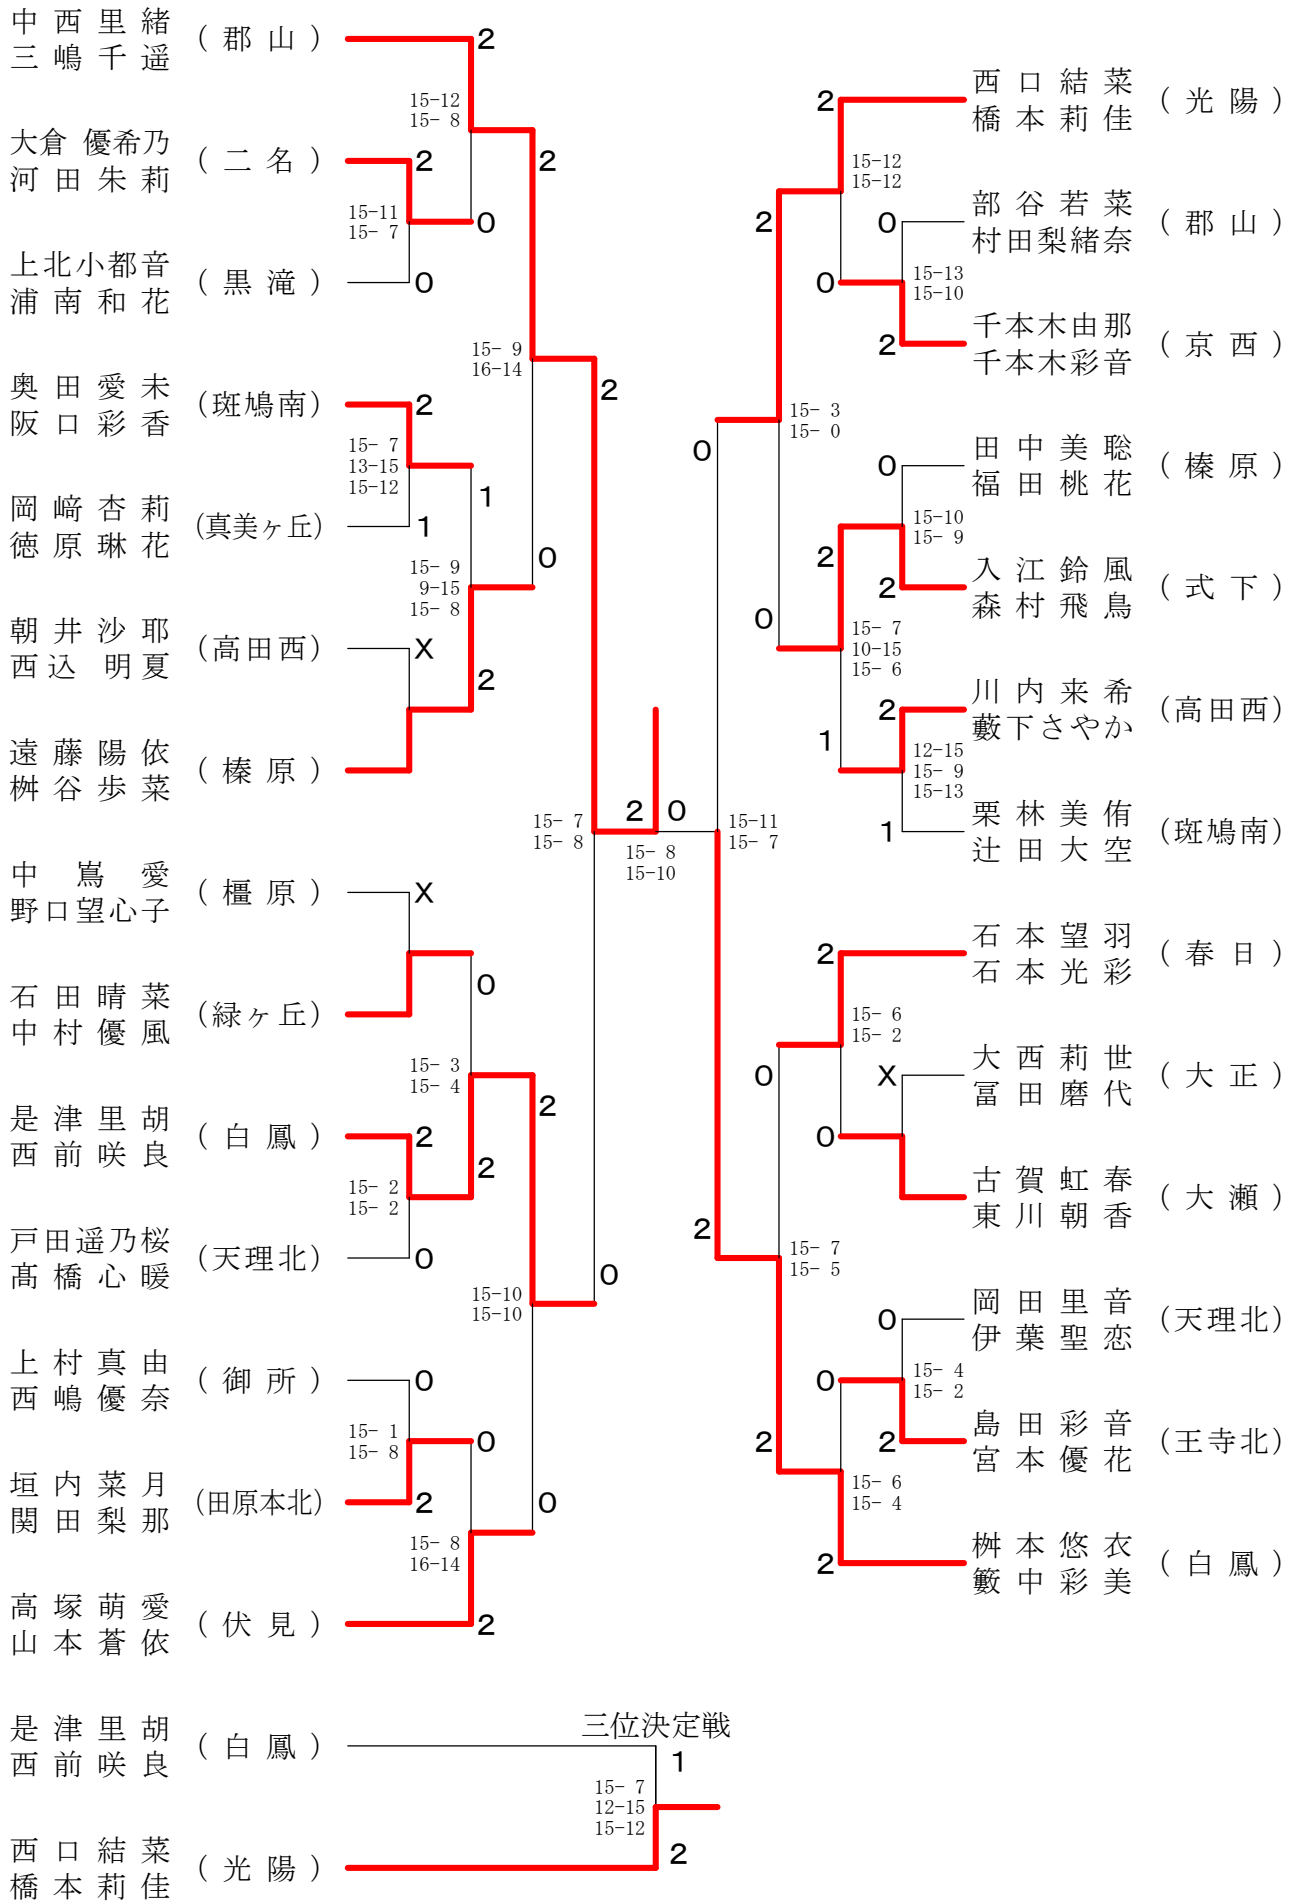 中西里緒
三嶋千遥
(郡山)
2
15-12
15- 8
大倉 優希乃
河田朱莉
(二名)
2
2
15-11
15- 7
0
上北小都音
浦南和花
(黒滝)
0
15- 9
16-14
奥田愛未
阪口彩香
(斑鳩南)
2
2
15- 7
13-15
15-12
1
岡﨑杏莉
徳原琳花
(真美ヶ丘)
1
15- 9
9-15
15- 8
0
朝井沙耶
西込 明夏
(高田西)
X
2
遠藤陽依
桝谷歩菜
(榛原)
15- 7
15- 8
2
0
15- 8
15-10
中嶌愛
野口望心子
(橿原)
X
石田晴菜
中村優風
(緑ヶ丘)
0
15- 3
15- 4
是津里胡
西前咲良
(白鳳)
2
2
2
15- 2
15- 2
戸田遥乃桜
髙橋心暖
(天理北)
0
0
15-10
15-10
上村真由
西嶋優奈
(御所)
0
15- 1
15- 8
0
垣内菜月
関田梨那
(田原本北)
2
0
15- 8
16-14
高塚萌愛
山本蒼依
(伏見)
2
2
西口結菜
橋本莉佳
(光陽)
15-12
15-12
2
0
部谷若菜
村田梨緒奈
(郡山)
0
15-13
15-10
2
千本木由那
千本木彩音
(京西)
15- 3
15- 0
0
0
田中美聡
福田桃花
(榛原)
15-10
15- 9
2
2
入江鈴風
森村飛鳥
(式下)
0
15- 7
10-15
15- 6
2
川内来希
藪下さやか
(高田西)
1
12-15
15- 9
15-13
1
栗林美侑
辻田大空
(斑鳩南)
15-11
15- 7
2
石本望羽
石本光彩
(春日)
15- 6
15- 2
0
X
大西莉世
冨田磨代
(大正)
0
古賀虹春
東川朝香
(大瀬)
2
15- 7
15- 5
0
岡田里音
伊葉聖恋
(天理北)
0
15- 4
15- 2
2
2
島田彩音
宮本優花
(王寺北)
15- 6
15- 4
2
桝本悠衣
籔中彩美
(白鳳)
三位決定戦
是津里胡
西前咲良
(白鳳)
1
15- 7
12-15
15-12
2
西口結菜
橋本莉佳
(光陽)